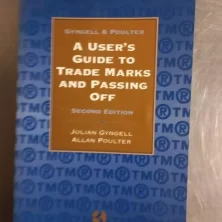 GYNGELL & POULTER
A USER'S
GUIDE TO
TRADE MARKS
AND PASSING
OFF
SECOND EDITION
JULIAN GYNGELL
ALLAN POULTER